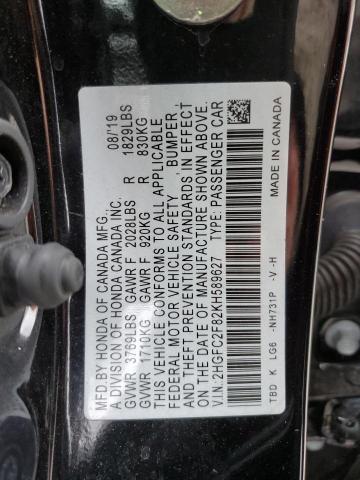 MFD.BY HONDA OF CANADA MFG. 08/19
A DIVISION OF HONDA CANADA INC.
GVWR 3769LBS GAWR F 2028LBS R 1829LBS
GVWR 1710KG GAWR F 920KG R 830KG
THIS VEHICLE CONFORMS TO ALL APPLICABLE
FEDERAL MOTOR VEHICLE SAFETY, BUMPER,
AND THEFT PREVENTION STANDARDS IN EFFECT
ON THE DATE OF MANUFACTURE SHOWN ABOVE.
V.I.N: 2HGFC2F82KH589627 TYPE: PASSENGER CAR
TBD K LG6 -NH731P -V -H MADE IN CANADA